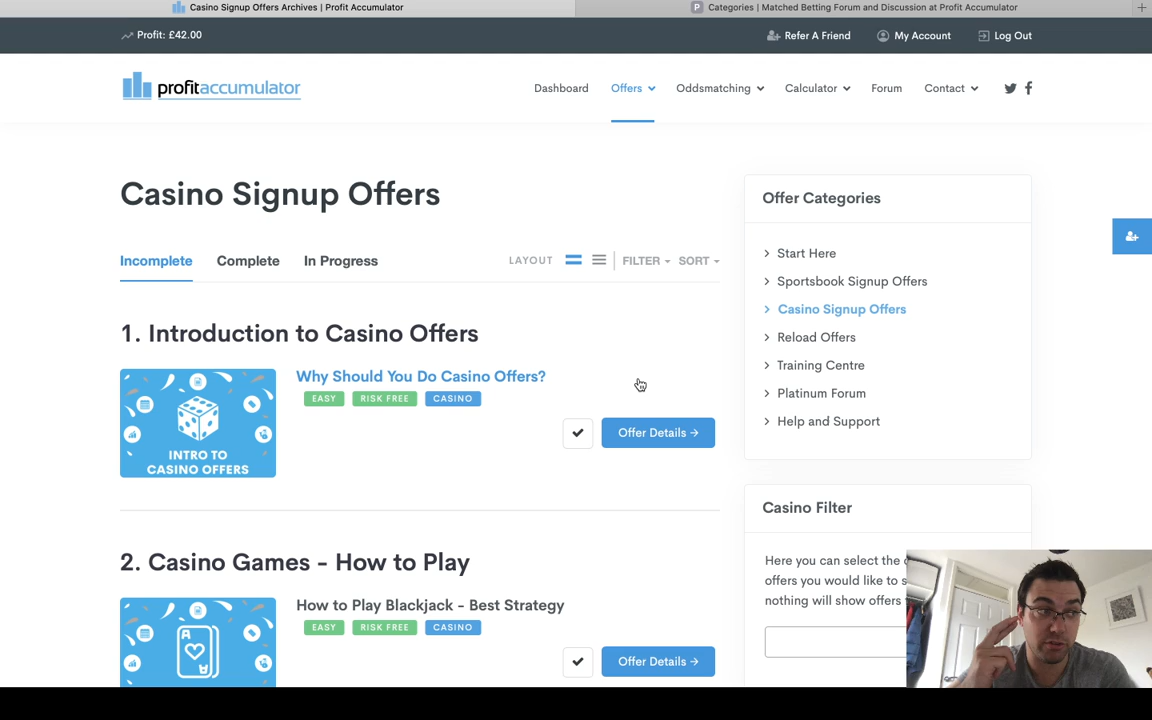 Casino Signup Offers Archives | Profit Accumulator
P Categories | Matched Betting Forum and Discussion at Profit Accumulator
Profit: £42.00
Refer A Friend
My Account
Log Out
profitaccumulator
Dashboard
Offers
Oddsmatching
Calculator
Forum
Contact
Casino Signup Offers
Incomplete
Complete
In Progress
LAYOUT
FILTER
SORT
1. Introduction to Casino Offers
INTRO TO
CASINO OFFERS
Why Should You Do Casino Offers?
EASY
RISK FREE
CASINO
Offer Details →
2. Casino Games - How to Play
A
A
How to Play Blackjack - Best Strategy
EASY
RISK FREE
CASINO
Offer Details →
Offer Categories
Start Here
Sportsbook Signup Offers
Casino Signup Offers
Reload Offers
Training Centre
Platinum Forum
Help and Support
Casino Filter
Here you can select the
offers you would like to s
nothing will show offers